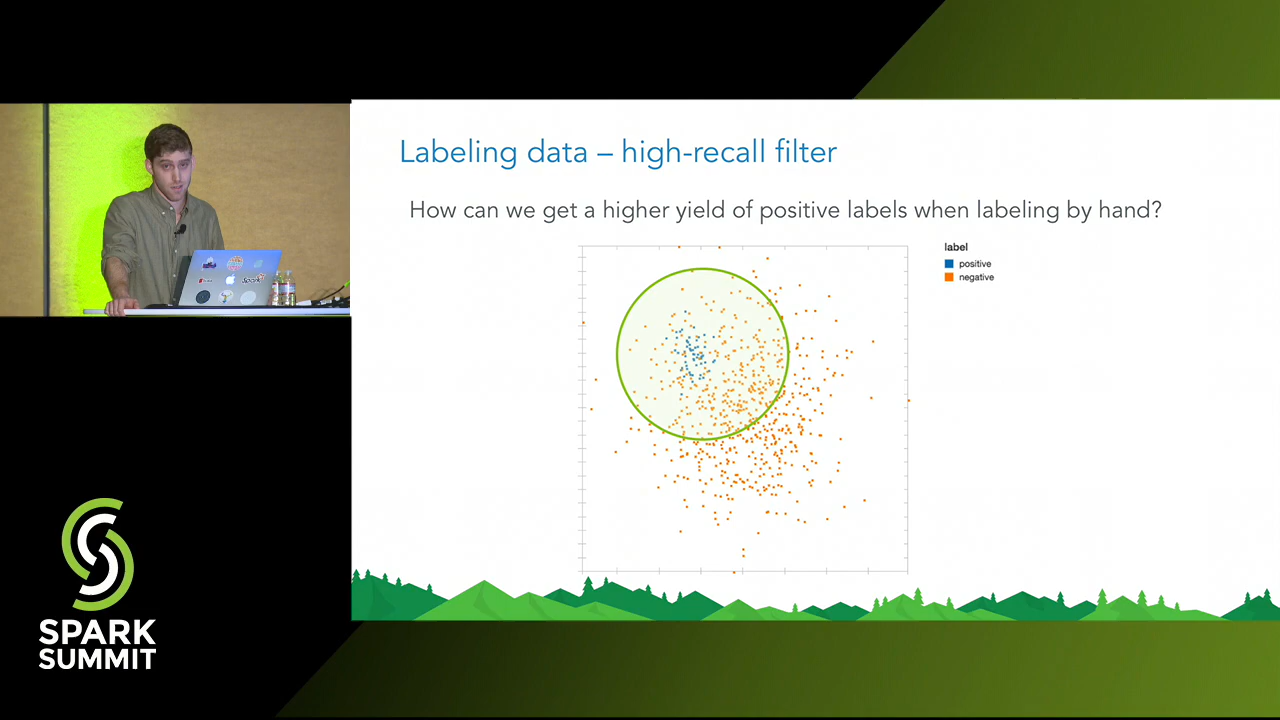 Labeling data – high-recall filter
How can we get a higher yield of positive labels when labeling by hand?
label
positive
negative
Spark
SPARK
SUMMIT